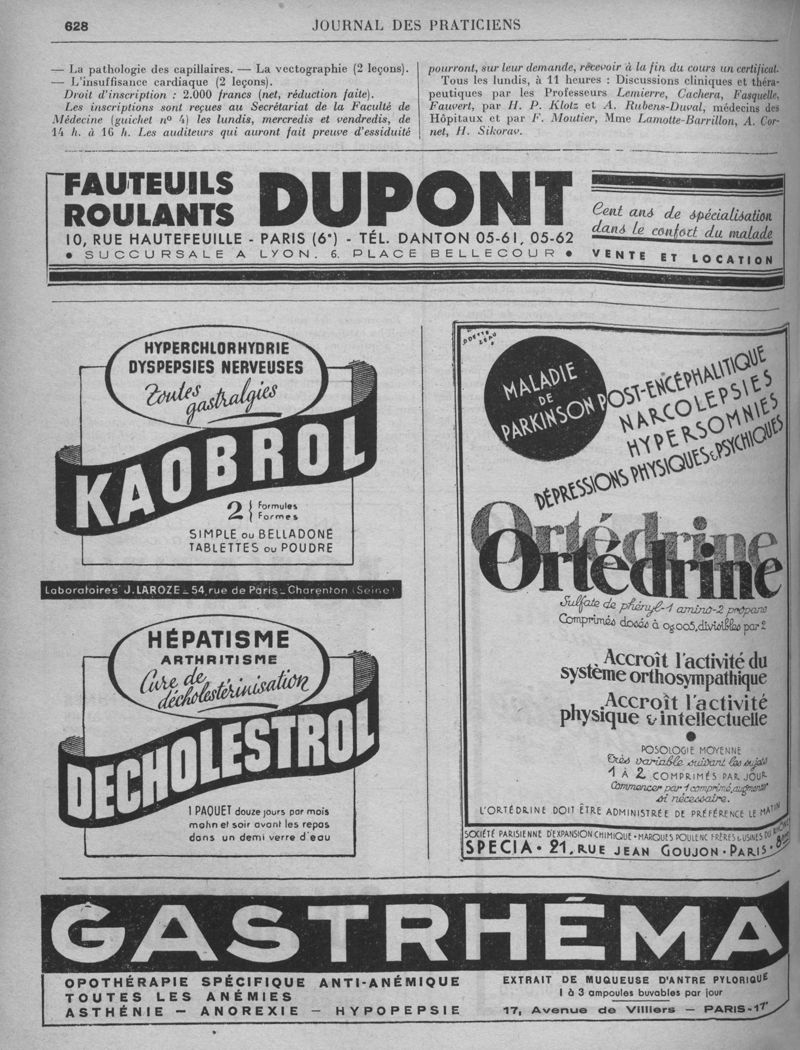 628
JOURNAL DES PRATICIENS
— La pathologie des capillaires. — La vectographie (2 leçons).
— L'insuffisance cardiaque (2 leçons).
Droit d'inscription : 2.000 francs (net, réduction faite).
Les inscriptions sont reçues au Secrétariat de la Faculté de
Médecine (guichet nº 4) les lundis, mercredis et vendredis, de
14 h. à 16 h. Les auditeurs qui auront fait preuve d'essiduité
pourront, sur leur demande, recevoir à la fin du cours un certificat.
Tous les lundis, à 11 heures : Discussions cliniques et théra-
peutiques par les Professeurs Lemierre, Cachera, Fasquelle,
Fauvert, par H. P. Klotz et A. Rubens-Duval, médecins des
Hôpitaux et par F. Moutier, Mme Lamotte-Barrillon, A. Cor-
net, H. Sikorav.
FAUTEUILS
ROULANTS
DUPONT
10, RUE HAUTEFEUILLE - PARIS (6e) - TÉL. DANTON 05-61, 05-62
• SUCCURSALE A LYON. 6. PLACE BELLECOUR •
Cent ans de spécialisation
dans le confort du malade
VENTE ET LOCATION
HYPERCHLORHYDRIE
DYSPEPSIES NERVEUSES
Toutes
gastralgies
KAOBROL
2 { formules
formes
SIMPLE ou BELLADONÉ
TABLETTES ou POUDRE
Laboratoires J. LAROZE - 54, rue de Paris - Charenton (Seine)
HÉPATISME
ARTHRITISME
Cure de
décholestérinisation
DECHOLESTROL
1 PAQUET douze jours par mois
matin et soir avant les repas
dans un demi verre d'eau
ODETTE
LEAU
MALADIE
DE
PARKINSON POST-ENCÉPHALITIQUE
NARCOLEPSIES
HYPERSOMNIES
DÉPRESSIONS PHYSIQUES & PSYCHIQUES
Ortédrine
Ortédrine
Sulfate de phényl-1 amino-2 propane
Comprimés dosés à 0g005, divisibles par 2
Accroît l'activité du
système orthosympathique
Accroît l'activité
physique & intellectuelle
•
POSOLOGIE MOYENNE
Très variable suivant les sujets
1 À 2 COMPRIMÉS PAR JOUR
Commencer par 1 comprimé, augmenter
si nécessaire.
L'ORTÉDRINE DOIT ÊTRE ADMINISTRÉE DE PRÉFÉRENCE LE MATIN
SOCIÉTÉ PARISIENNE D'EXPANSION CHIMIQUE • MARQUES POULENC FRÈRES & USINES DU RHÔNE
SPECIA • 21, RUE JEAN GOUJON • PARIS • 8eme
GASTRHÉMA
OPOTHÉRAPIE SPÉCIFIQUE ANTI-ANÉMIQUE
TOUTES LES ANÉMIES
ASTHÉNIE - ANOREXIE - HYPOPEPSIE
EXTRAIT DE MUQUEUSE D'ANTRE PYLORIQUE
1 à 3 ampoules buvables par jour
17, Avenue de Villiers - PARIS-17e